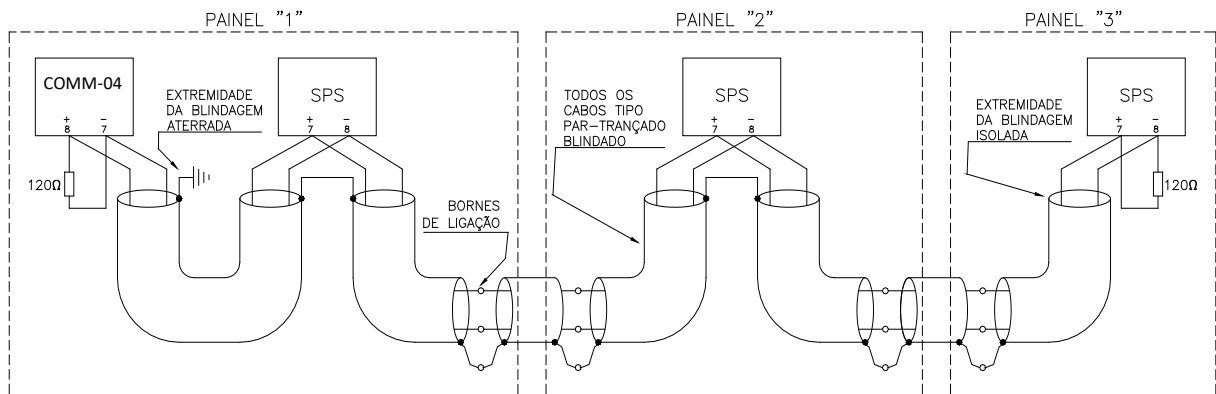 PAINEL "1"
PAINEL "2"
PAINEL "3"
COMM-04
+ −
8 7
120Ω
EXTREMIDADE
DA BLINDAGEM
ATERRADA
SPS
+ −
7 8
BORNES
DE LIGAÇÃO
TODOS OS
CABOS TIPO
PAR-TRANÇADO
BLINDADO
SPS
+ −
7 8
EXTREMIDADE
DA BLINDAGEM
ISOLADA
SPS
+ −
7 8
120Ω